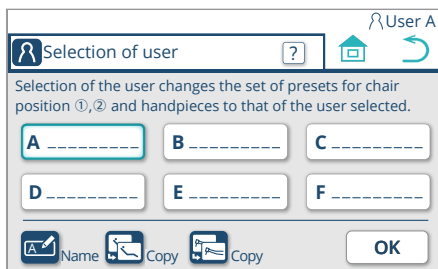 User A
Selection of user ?
Selection of the user changes the set of presets for chair
position ①,② and handpieces to that of the user selected.
A _________ B _________ C _________
D _________ E _________ F _________
A Name Copy Copy OK